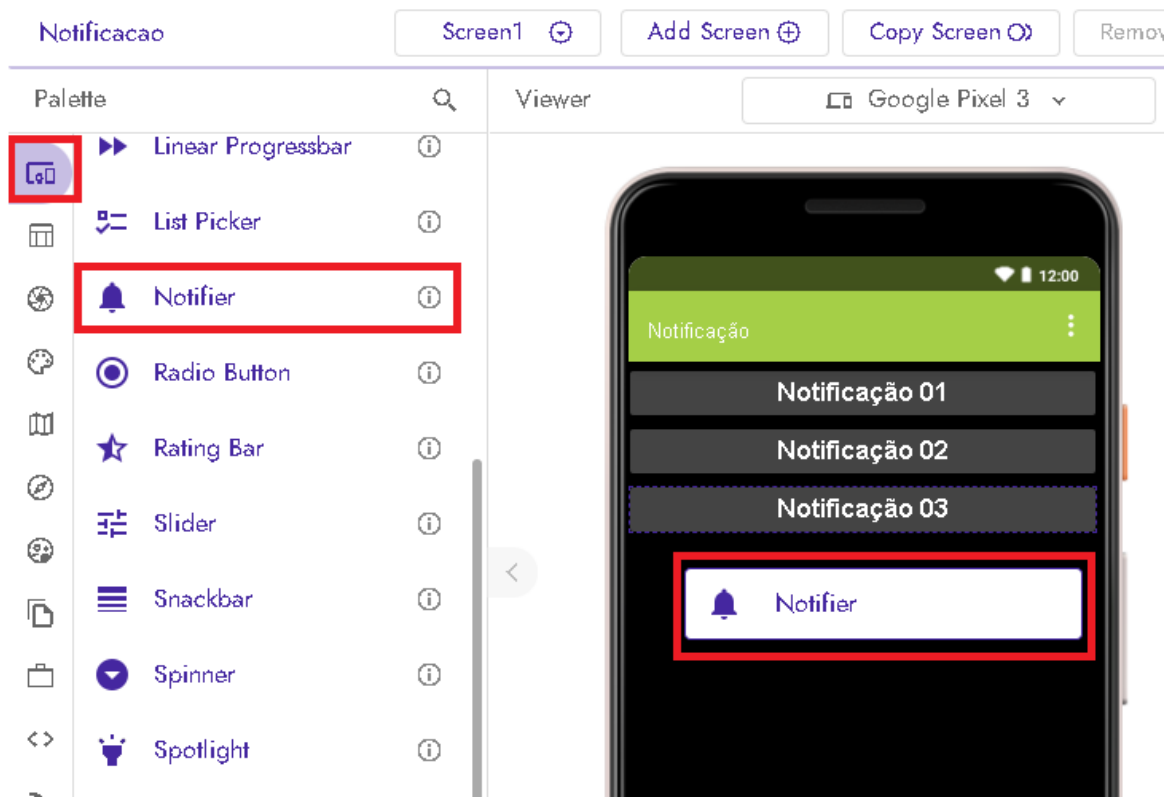 Notificacao
Screen1
Add Screen
Copy Screen
Palette
Viewer
Google Pixel 3
Linear Progressbar
List Picker
Notifier
Radio Button
Rating Bar
Slider
Snackbar
Spinner
Spotlight
12:00
Notificação
Notificação 01
Notificação 02
Notificação 03
Notifier